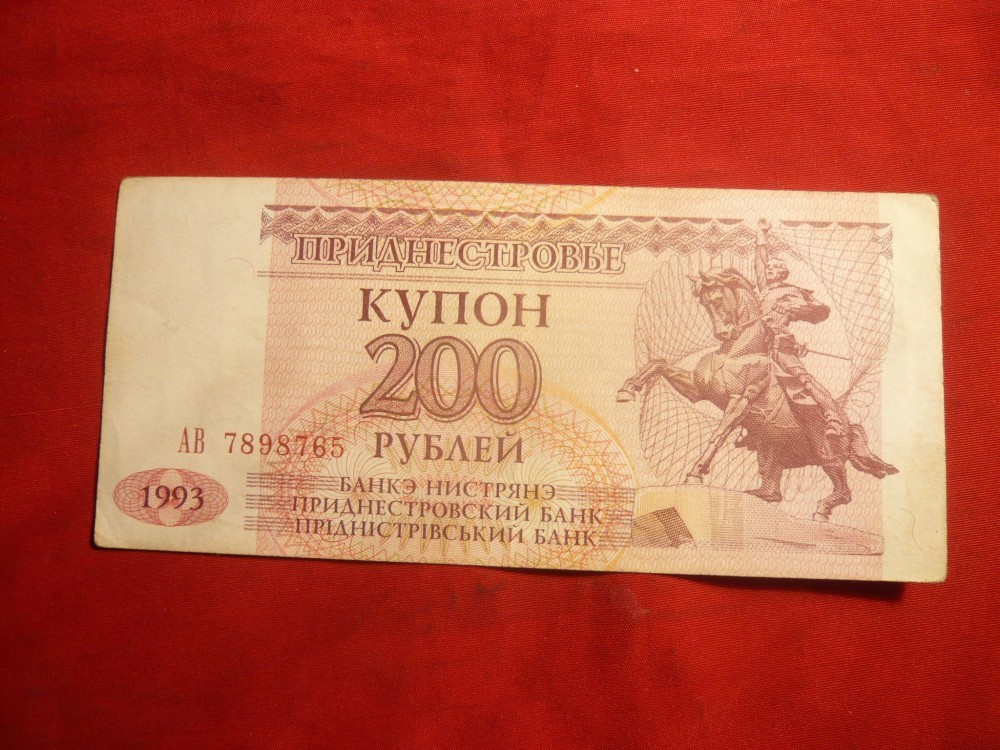 ПРИДНЕСТРОВЬЕ
КУПОН
200
РУБЛЕЙ
АВ 7898765
1993
БАНКЭ НИСТРЯНЭ
ПРИДНЕСТРОВСКИЙ БАНК
ПРІДНІСТРІВСЬКИЙ БАНК